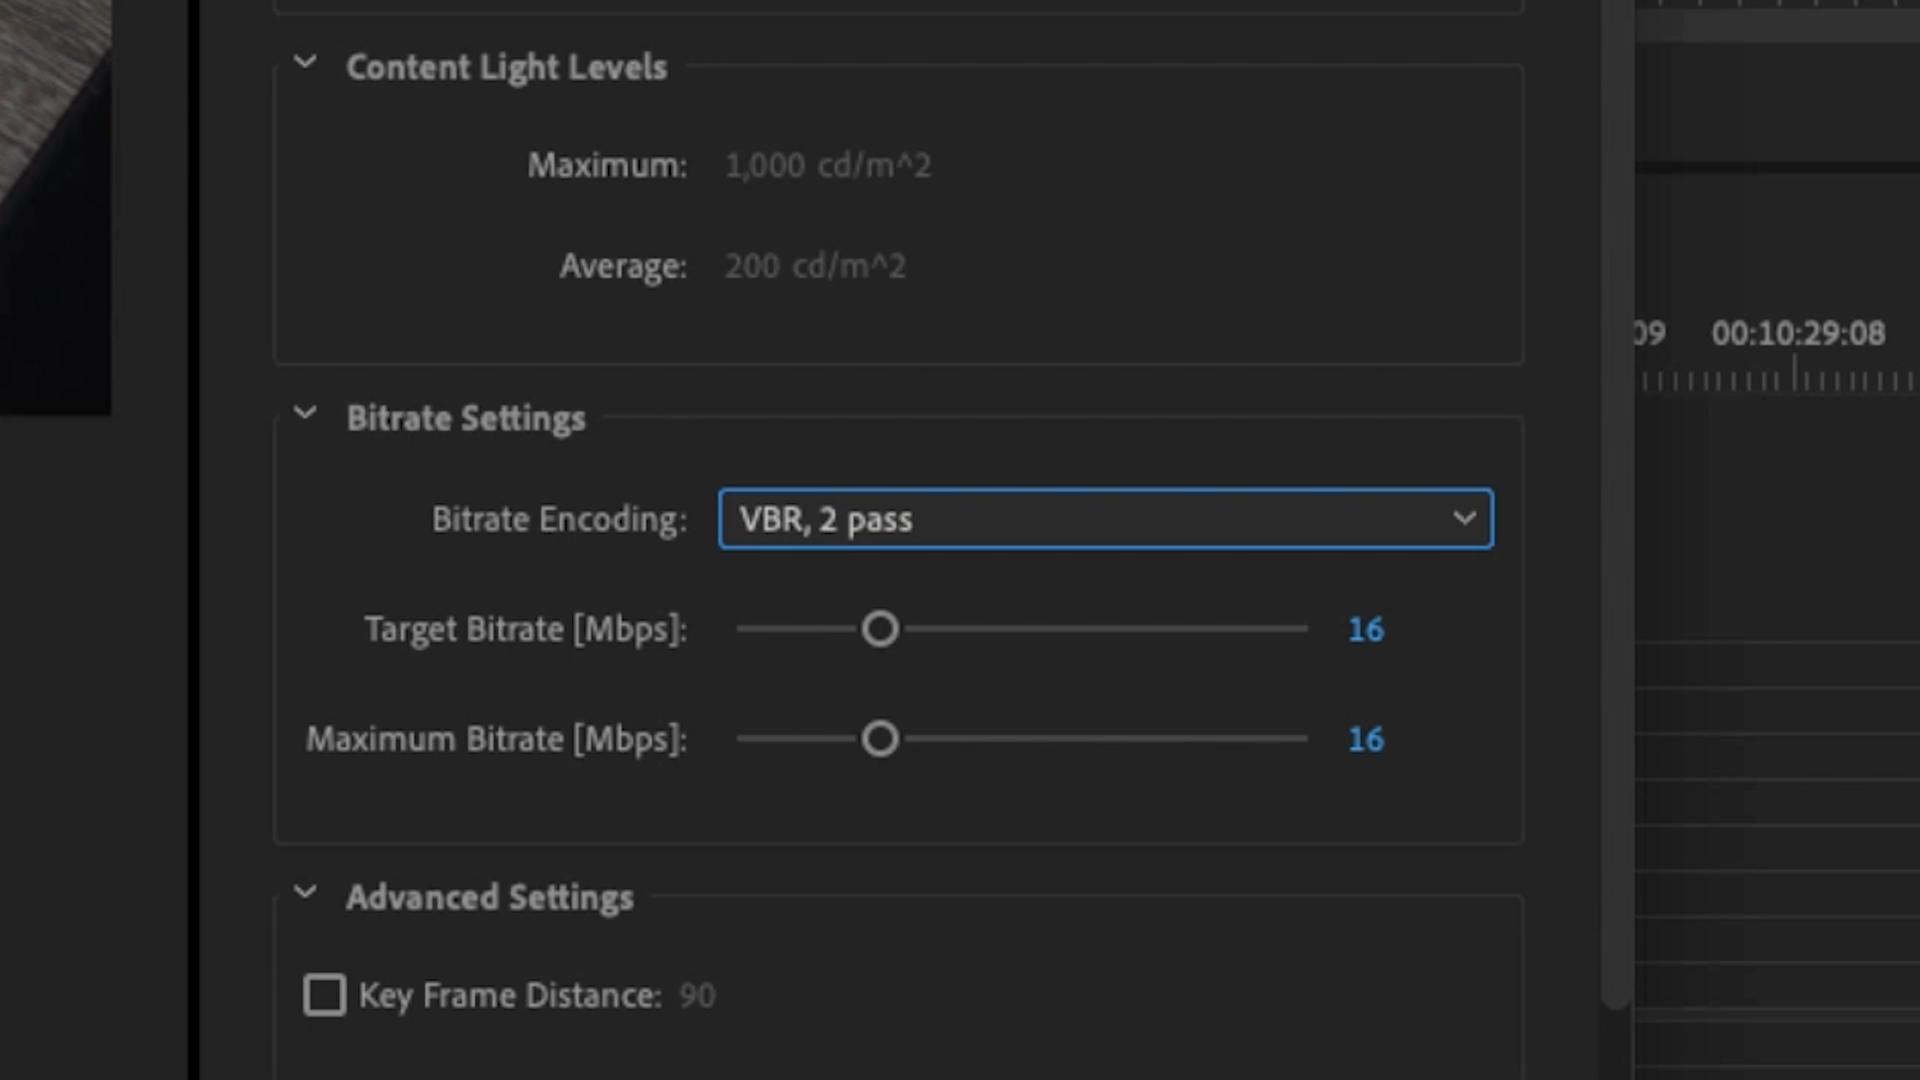 Content Light Levels
Maximum: 1,000 cd/m^2
Average: 200 cd/m^2
09 00:10:29:08
Bitrate Settings
Bitrate Encoding: VBR, 2 pass
Target Bitrate [Mbps]: 16
Maximum Bitrate [Mbps]: 16
Advanced Settings
Key Frame Distance: 90